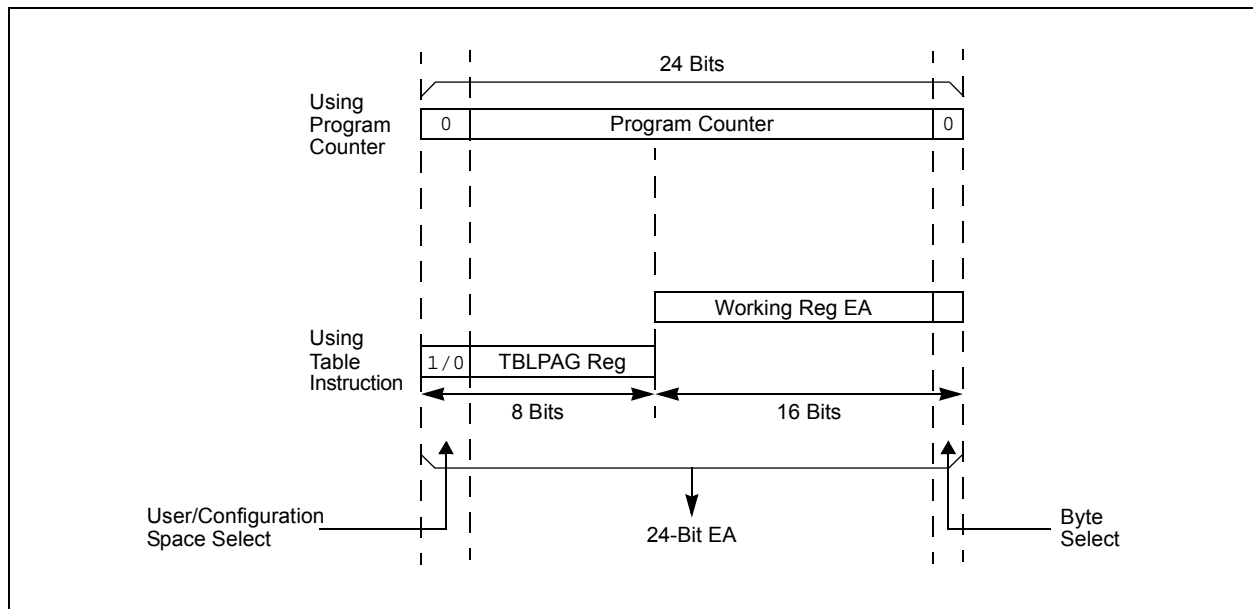 24 Bits
Using
Program
Counter
0
Program Counter
0
Working Reg EA
Using
Table
Instruction
1/0
TBLPAG Reg
8 Bits
16 Bits
User/Configuration
Space Select
24-Bit EA
Byte
Select